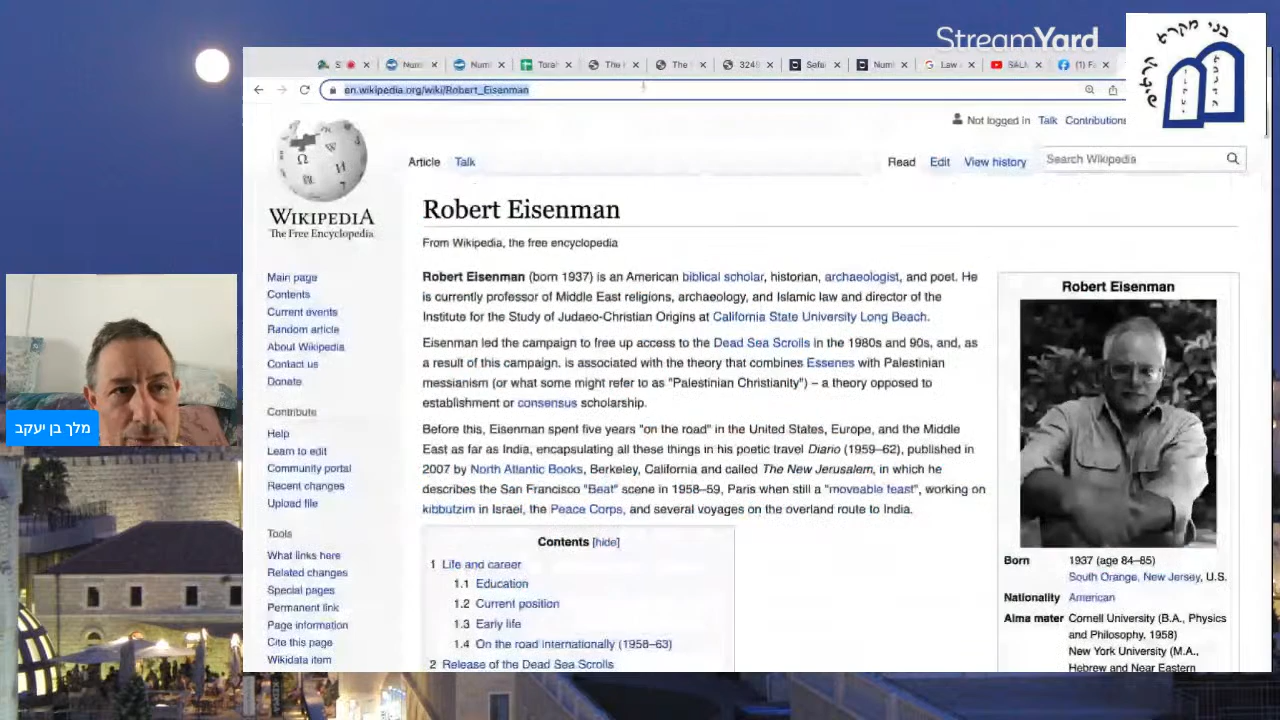 StreamYard
בני מקרא
en.wikipedia.org/wiki/Robert_Eisenman
Not logged in Talk Contributions
Article Talk Read Edit View history Search Wikipedia
WIKIPEDIA
The Free Encyclopedia
Robert Eisenman
From Wikipedia, the free encyclopedia
Main page
Contents
Current events
Random article
About Wikipedia
Contact us
Donate
Contribute
Help
Learn to edit
Community portal
Recent changes
Upload file
Tools
What links here
Related changes
Special pages
Permanent link
Page information
Cite this page
Wikidata item
Robert Eisenman (born 1937) is an American biblical scholar, historian, archaeologist, and poet. He
is currently professor of Middle East religions, archaeology, and Islamic law and director of the
Institute for the Study of Judaeo-Christian Origins at California State University Long Beach.
Eisenman led the campaign to free up access to the Dead Sea Scrolls in the 1980s and 90s, and, as
a result of this campaign, is associated with the theory that combines Essenes with Palestinian
messianism (or what some might refer to as "Palestinian Christianity") – a theory opposed to
establishment or consensus scholarship.
Before this, Eisenman spent five years "on the road" in the United States, Europe, and the Middle
East as far as India, encapsulating all these things in his poetic travel Diario (1959–62), published in
2007 by North Atlantic Books, Berkeley, California and called The New Jerusalem, in which he
describes the San Francisco "Beat" scene in 1958–59, Paris when still a "moveable feast", working on
kibbutzim in Israel, the Peace Corps, and several voyages on the overland route to India.
Contents [hide]
1 Life and career
1.1 Education
1.2 Current position
1.3 Early life
1.4 On the road internationally (1958–63)
2 Release of the Dead Sea Scrolls
Robert Eisenman
Born 1937 (age 84–85)
South Orange, New Jersey, U.S.
Nationality American
Alma mater Cornell University (B.A., Physics
and Philosophy, 1958)
New York University (M.A.,
Hebrew and Near Eastern
מלך בן יעקב